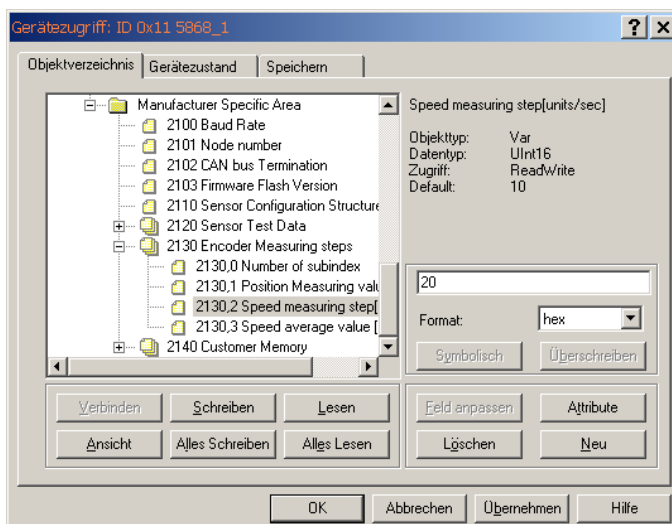 Gerätezugriff: ID 0x11 5868_1
Objektverzeichnis
Gerätezustand
Speichern
Manufacturer Specific Area
2100 Baud Rate
2101 Node number
2102 CAN bus Termination
2103 Firmware Flash Version
2110 Sensor Configuration Structure
2120 Sensor Test Data
2130 Encoder Measuring steps
2130,0 Number of subindex
2130,1 Position Measuring valu
2130,2 Speed measuring step[
2130,3 Speed average value [
2140 Customer Memory
Speed measuring step[units/sec]
Objekttyp: Var
Datentyp: UInt16
Zugriff: ReadWrite
Default: 10
20
Format: hex
Symbolisch
Überschreiben
Verbinden
Schreiben
Lesen
Ansicht
Alles Schreiben
Alles Lesen
Feld anpassen
Attribute
Löschen
Neu
OK
Abbrechen
Übernehmen
Hilfe